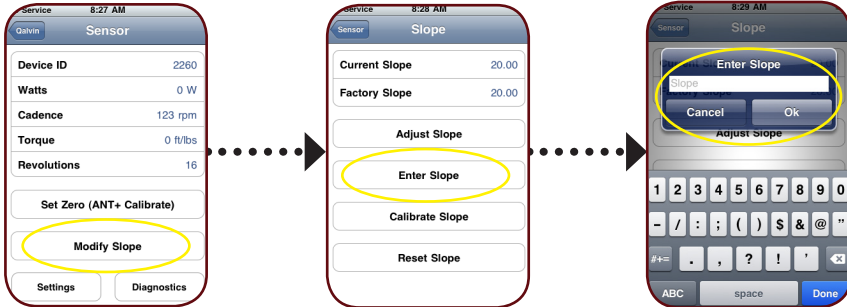 Service 8:27 AM
Qalvin Sensor
Device ID 2260
Watts 0 W
Cadence 123 rpm
Torque 0 ft/lbs
Revolutions 16
Set Zero (ANT+ Calibrate)
Modify Slope
Settings Diagnostics
Service 8:28 AM
Sensor Slope
Current Slope 20.00
Factory Slope 20.00
Adjust Slope
Enter Slope
Calibrate Slope
Reset Slope
Service 8:29 AM
Sensor Slope
Enter Slope
Slope
Cancel Ok
Adjust Slope
1 2 3 4 5 6 7 8 9 0
- / : ; ( ) $ & @ "
#+= . , ? ! '
ABC space Done